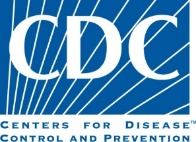 CDC
CENTERS FOR DISEASE™
CONTROL AND PREVENTION